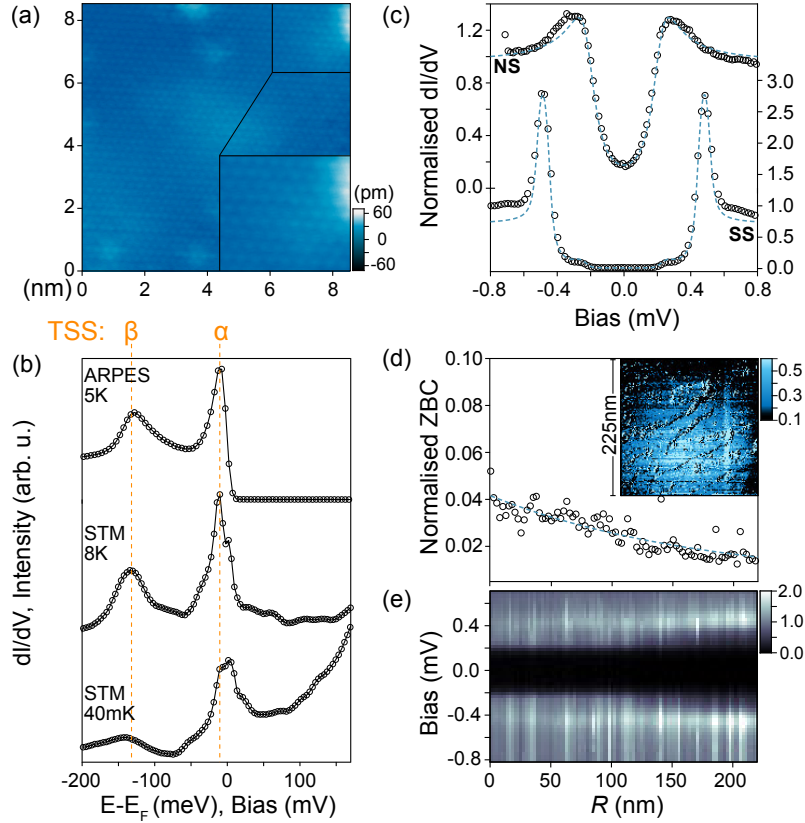 (a)
8
6
4
2
0
(nm)
0
2
4
6
8
(pm)
60
0
-60
(c)
Normalised dI/dV
1.2
0.8
0.4
1.2
0.0
NS
SS
3.0
2.5
2.0
1.5
1.0
0.5
0.0
-0.8
-0.4
0.0
0.4
0.8
Bias (mV)
TSS: β α
(b)
dI/dV, Intensity (arb. u.)
ARPES
5K
STM
8K
STM
40mK
-200
-100
0
100
E-EF (meV), Bias (mV)
(d)
Normalised ZBC
0.10
0.08
0.06
0.04
0.02
225nm
0.5
0.3
0.1
(e)
Bias (mV)
0.4
0.0
-0.4
-0.8
2.0
1.0
0.0
0
50
100
150
200
R (nm)